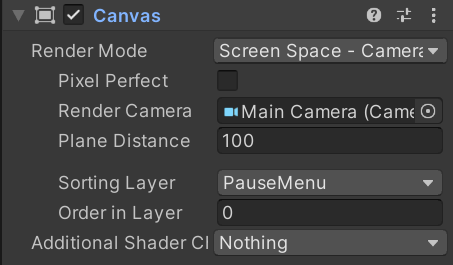 Canvas
Render Mode Screen Space - Camera
Pixel Perfect
Render Camera Main Camera (Came
Plane Distance 100
Sorting Layer PauseMenu
Order in Layer 0
Additional Shader Cl Nothing